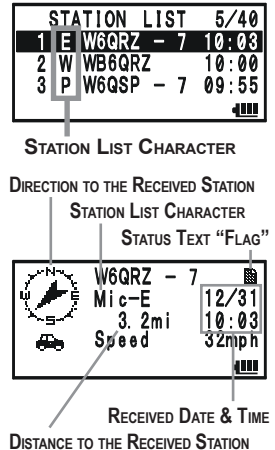 STATION LIST 5/40
1 E W6QRZ - 7 10:03
2 W WB6QRZ 10:00
3 P W6QSP - 7 09:55
STATION LIST CHARACTER
DIRECTION TO THE RECEIVED STATION
STATION LIST CHARACTER
STATUS TEXT “FLAG”
N
W E
S
W6QRZ - 7
Mic-E 12/31
3. 2mi 10:03
Speed 32mph
RECEIVED DATE & TIME
DISTANCE TO THE RECEIVED STATION